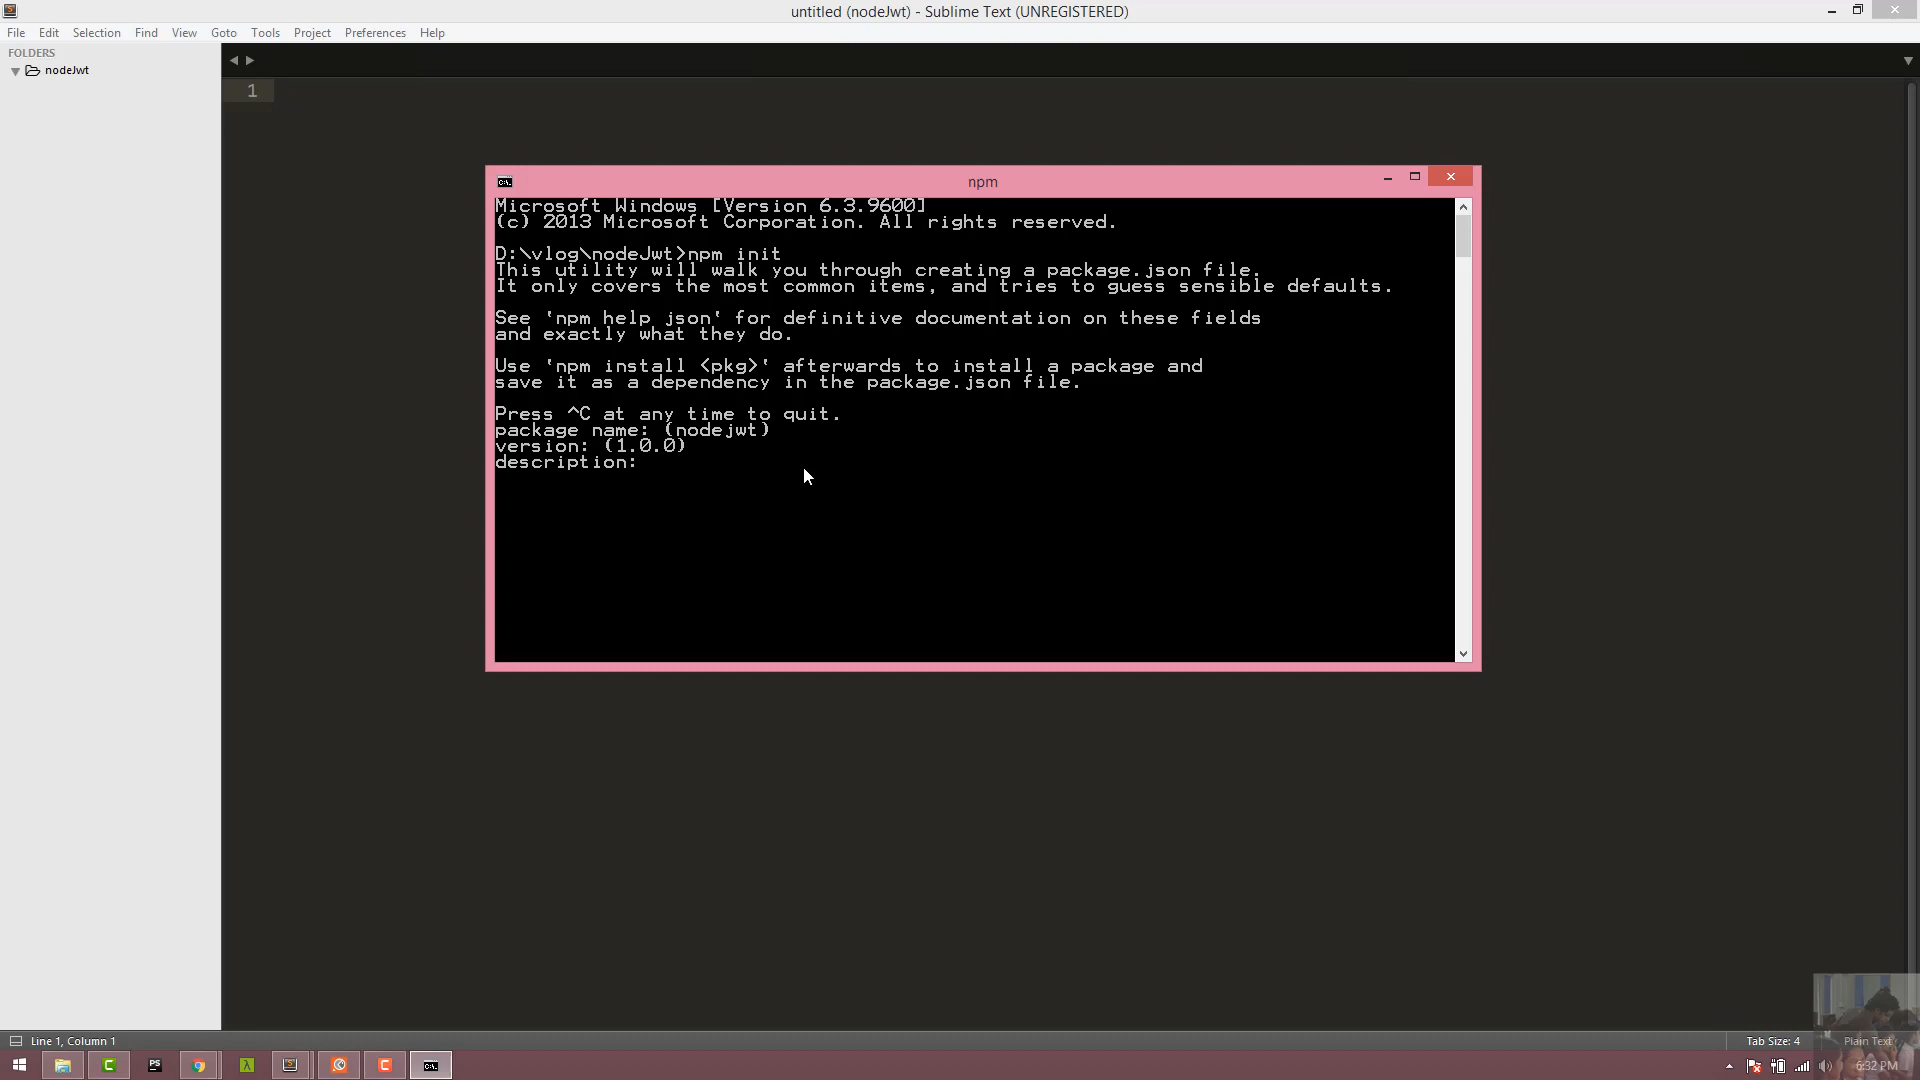 untitled (nodeJwt) - Sublime Text (UNREGISTERED)
File Edit Selection Find View Goto Tools Project Preferences Help
FOLDERS
nodeJwt
1
npm
Microsoft Windows [Version 6.3.9600]
(c) 2013 Microsoft Corporation. All rights reserved.
D:\vlog\nodeJwt>npm init
This utility will walk you through creating a package.json file.
It only covers the most common items, and tries to guess sensible defaults.
See 'npm help json' for definitive documentation on these fields
and exactly what they do.
Use 'npm install <pkg>' afterwards to install a package and
save it as a dependency in the package.json file.
Press ^C at any time to quit.
package name: (nodejwt)
version: (1.0.0)
description:
Line 1, Column 1
Tab Size: 4
Plain Text
PS
6:32 PM